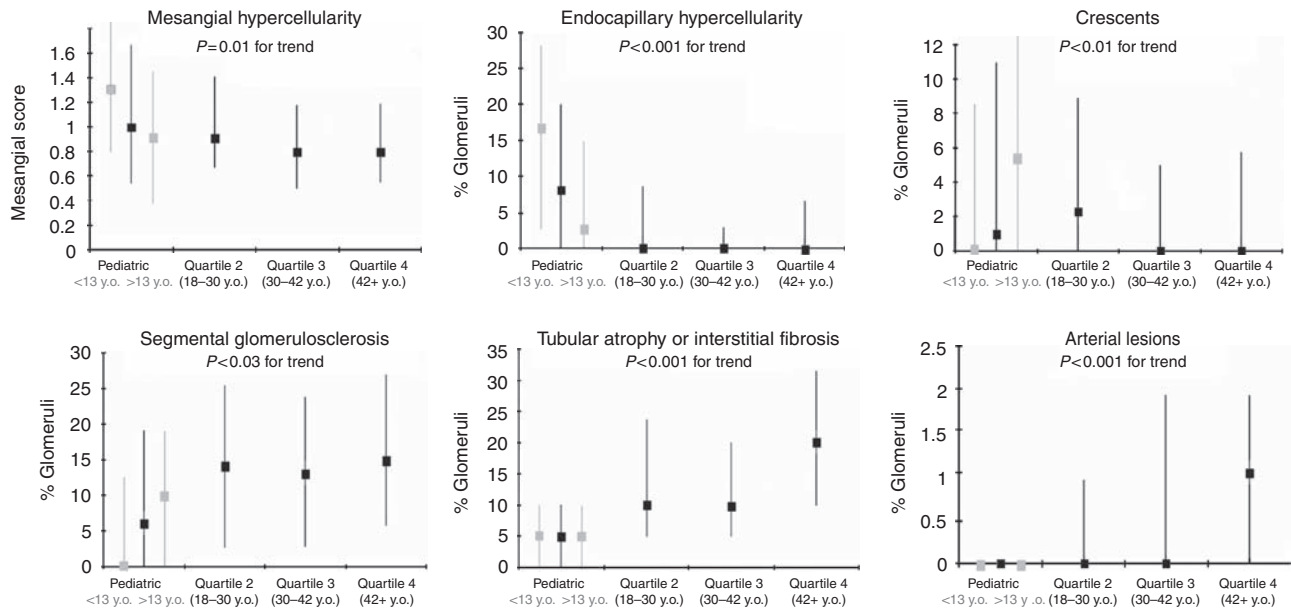 Mesangial hypercellularity
P=0.01 for trend
Mesangial score
1.6
1.4
1.2
1
0.8
0.6
0.4
0.2
0
Pediatric Quartile 2 Quartile 3 Quartile 4
<13 y.o. >13 y.o. (18–30 y.o.) (30–42 y.o.) (42+ y.o.)
Endocapillary hypercellularity
P<0.001 for trend
% Glomeruli
30
25
20
15
10
5
0
Pediatric Quartile 2 Quartile 3 Quartile 4
<13 y.o. >13 y.o. (18–30 y.o.) (30–42 y.o.) (42+ y.o.)
Crescents
P<0.01 for trend
% Glomeruli
12
10
8
6
4
2
0
Pediatric Quartile 2 Quartile 3 Quartile 4
<13 y.o. >13 y.o. (18–30 y.o.) (30–42 y.o.) (42+ y.o.)
Segmental glomerulosclerosis
P<0.03 for trend
% Glomeruli
30
25
20
15
10
5
0
Pediatric Quartile 2 Quartile 3 Quartile 4
<13 y.o. >13 y.o. (18–30 y.o.) (30–42 y.o.) (42+ y.o.)
Tubular atrophy or interstitial fibrosis
P<0.001 for trend
% Glomeruli
35
30
25
20
15
10
5
0
Pediatric Quartile 2 Quartile 3 Quartile 4
<13 y.o. >13 y.o. (18–30 y.o.) (30–42 y.o.) (42+ y.o.)
Arterial lesions
P<0.001 for trend
% Glomeruli
2.5
2
1.5
1
0.5
0
Pediatric Quartile 2 Quartile 3 Quartile 4
<13 y.o. >13 y .o. (18–30 y.o.) (30–42 y.o.) (42+ y.o.)